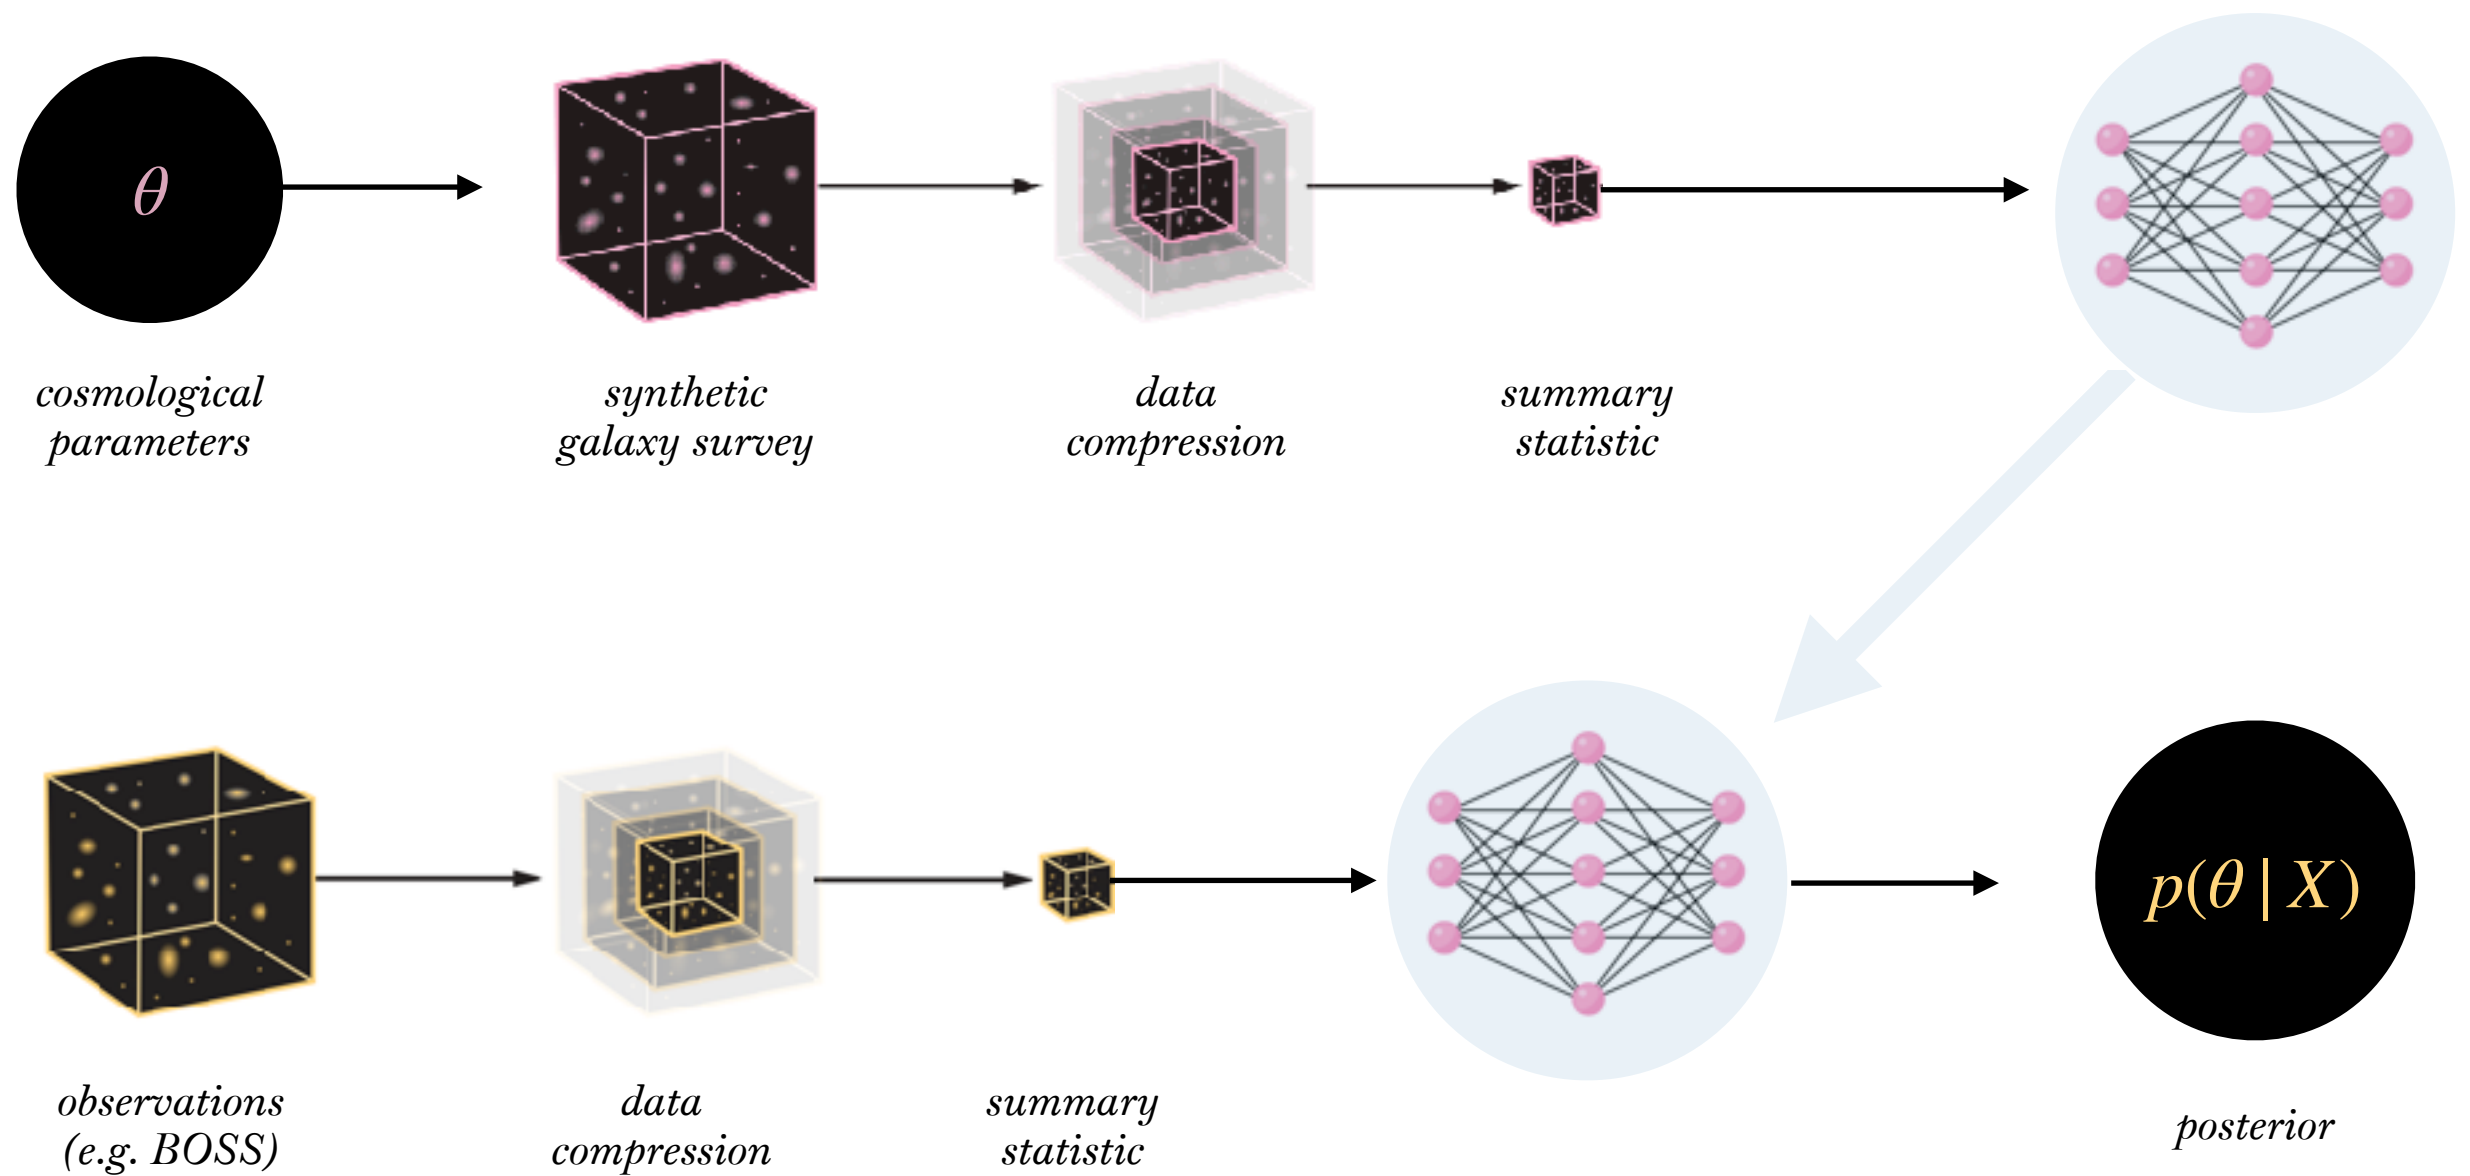 θ
cosmological
parameters
synthetic
galaxy survey
data
compression
summary
statistic
p(θ | X)
observations
(e.g. BOSS)
data
compression
summary
statistic
posterior